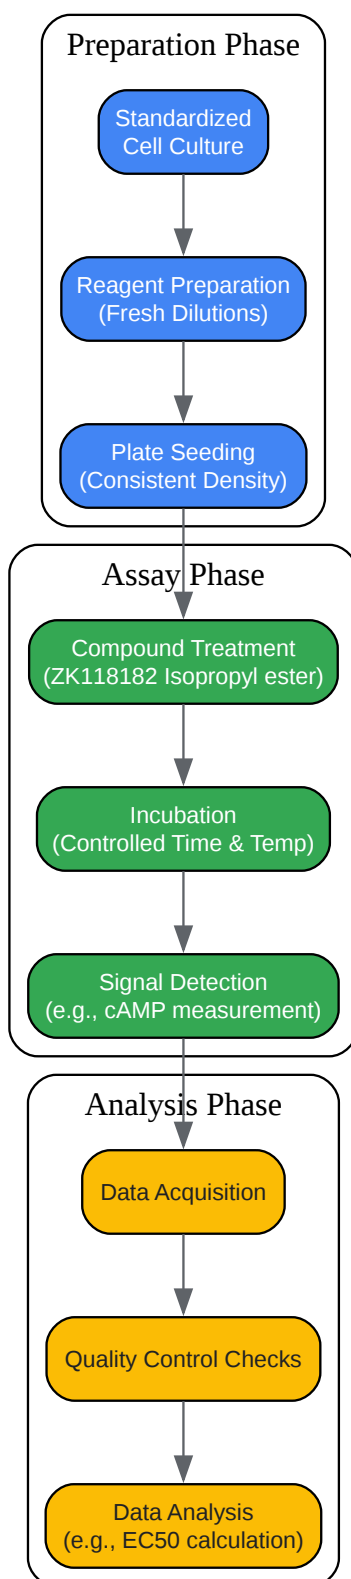 Preparation Phase
Standardized
Cell Culture
Reagent Preparation
(Fresh Dilutions)
Plate Seeding
(Consistent Density)
Assay Phase
Compound Treatment
(ZK118182 Isopropyl ester)
Incubation
(Controlled Time & Temp)
Signal Detection
(e.g., cAMP measurement)
Analysis Phase
Data Acquisition
Quality Control Checks
Data Analysis
(e.g., EC50 calculation)